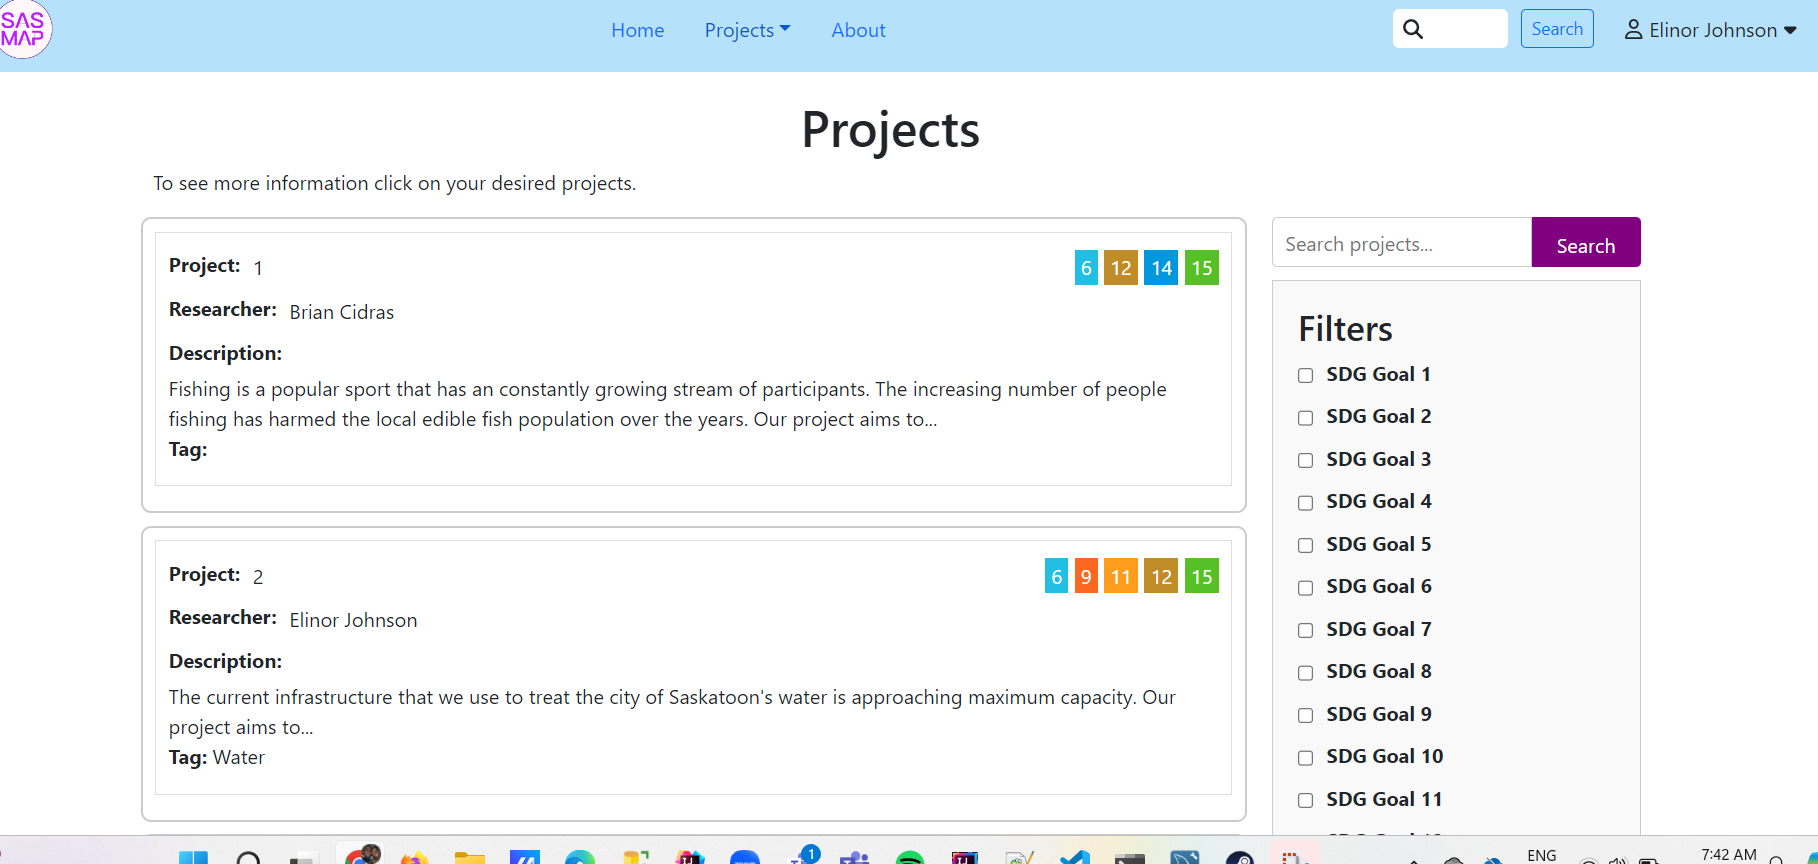 SAS
MAP
Home Projects About Search Elinor Johnson
Projects
To see more information click on your desired projects.
Project: 1 6 12 14 15
Researcher: Brian Cidras
Description:
Fishing is a popular sport that has an constantly growing stream of participants. The increasing number of people
fishing has harmed the local edible fish population over the years. Our project aims to...
Tag:
Project: 2 6 9 11 12 15
Researcher: Elinor Johnson
Description:
The current infrastructure that we use to treat the city of Saskatoon's water is approaching maximum capacity. Our
project aims to...
Tag: Water
Search projects... Search
Filters
SDG Goal 1
SDG Goal 2
SDG Goal 3
SDG Goal 4
SDG Goal 5
SDG Goal 6
SDG Goal 7
SDG Goal 8
SDG Goal 9
SDG Goal 10
SDG Goal 11
1
ENG 7:42 AM